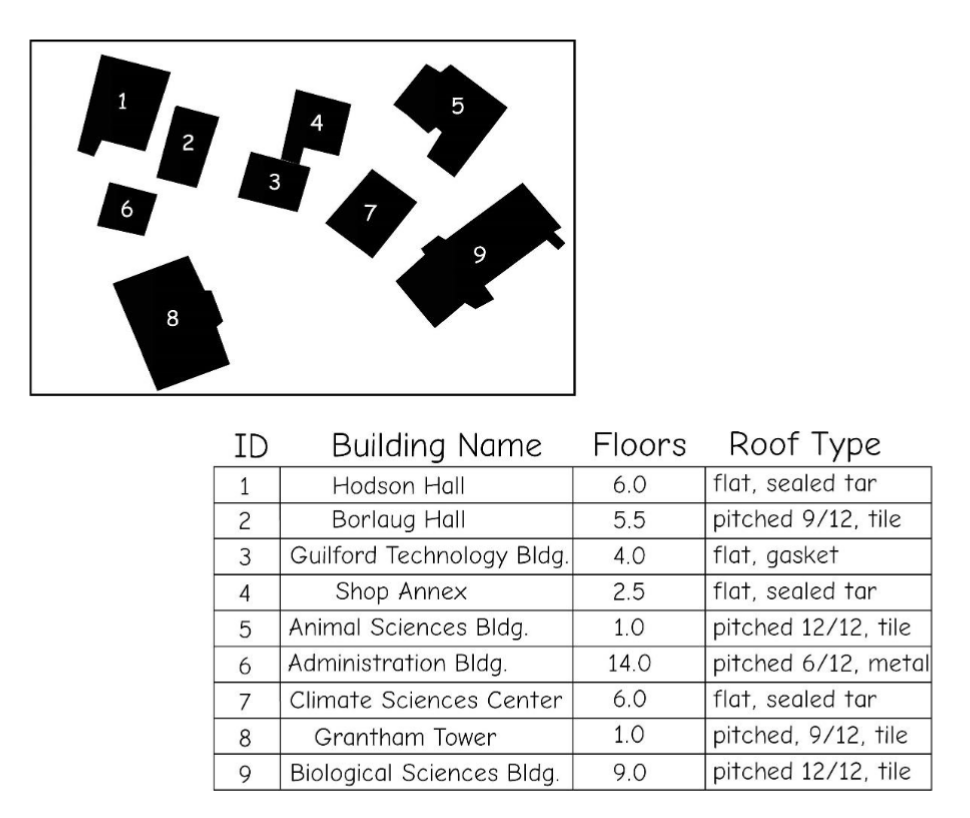 1
2
3
4
5
6
7
8
9
ID Building Name Floors Roof Type
1 Hodson Hall 6.0 flat, sealed tar
2 Borlaug Hall 5.5 pitched 9/12, tile
3 Guilford Technology Bldg. 4.0 flat, gasket
4 Shop Annex 2.5 flat, sealed tar
5 Animal Sciences Bldg. 1.0 pitched 12/12, tile
6 Administration Bldg. 14.0 pitched 6/12, metal
7 Climate Sciences Center 6.0 flat, sealed tar
8 Grantham Tower 1.0 pitched, 9/12, tile
9 Biological Sciences Bldg. 9.0 pitched 12/12, tile